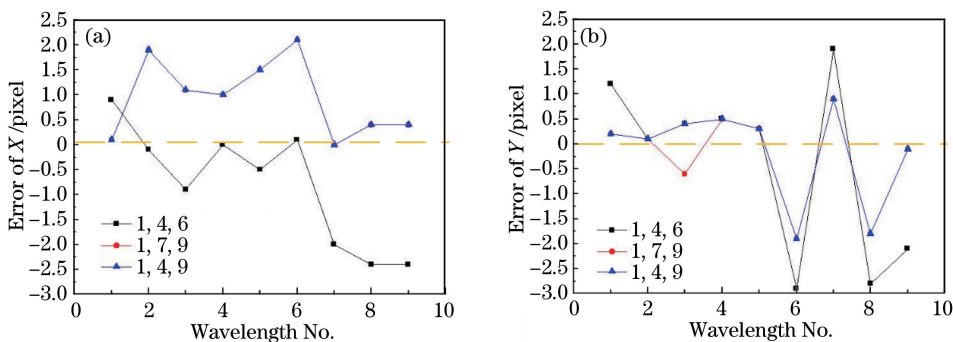 (a)
Error of X /pixel
2.5
2.0
1.5
1.0
0.5
0
−0.5
−1.0
−1.5
−2.0
−2.5
−3.0
1, 4, 6
1, 7, 9
1, 4, 9
0 2 4 6 8 10
Wavelength No.
(b)
Error of Y /pixel
2.5
2.0
1.5
1.0
0.5
0
−0.5
−1.0
−1.5
−2.0
−2.5
−3.0
1, 4, 6
1, 7, 9
1, 4, 9
0 2 4 6 8 10
Wavelength No.